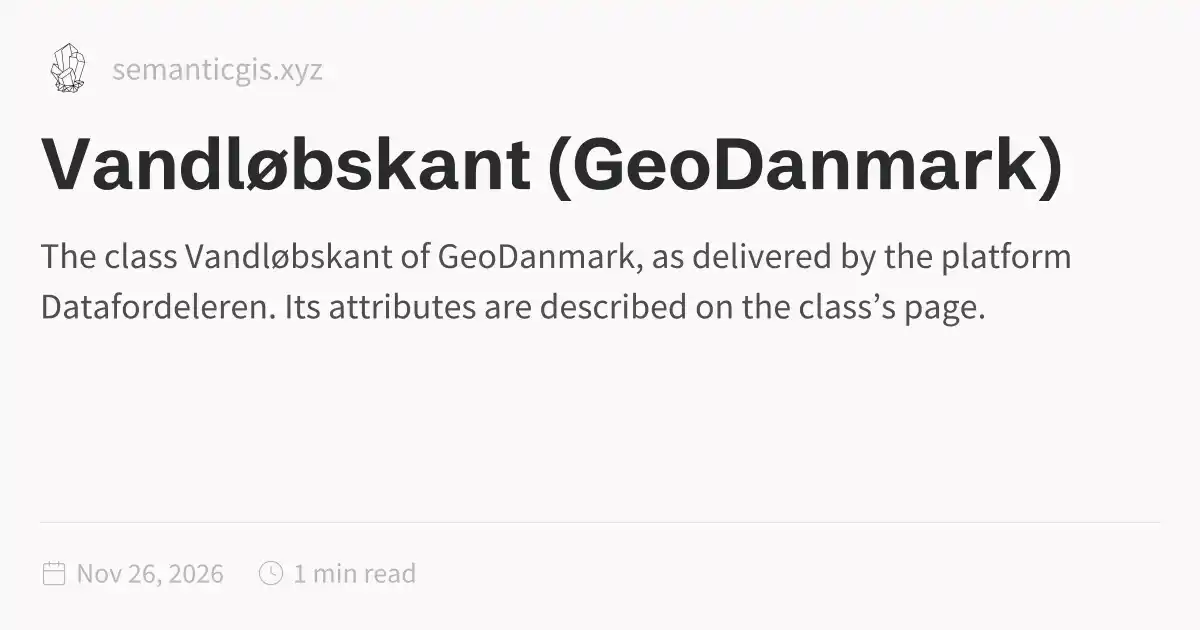 semanticgis.xyz
Vandløbskant (GeoDanmark)
The class Vandløbskant of GeoDanmark, as delivered by the platform
Datafordeleren. Its attributes are described on the class’s page.
Nov 26, 2026 1 min read